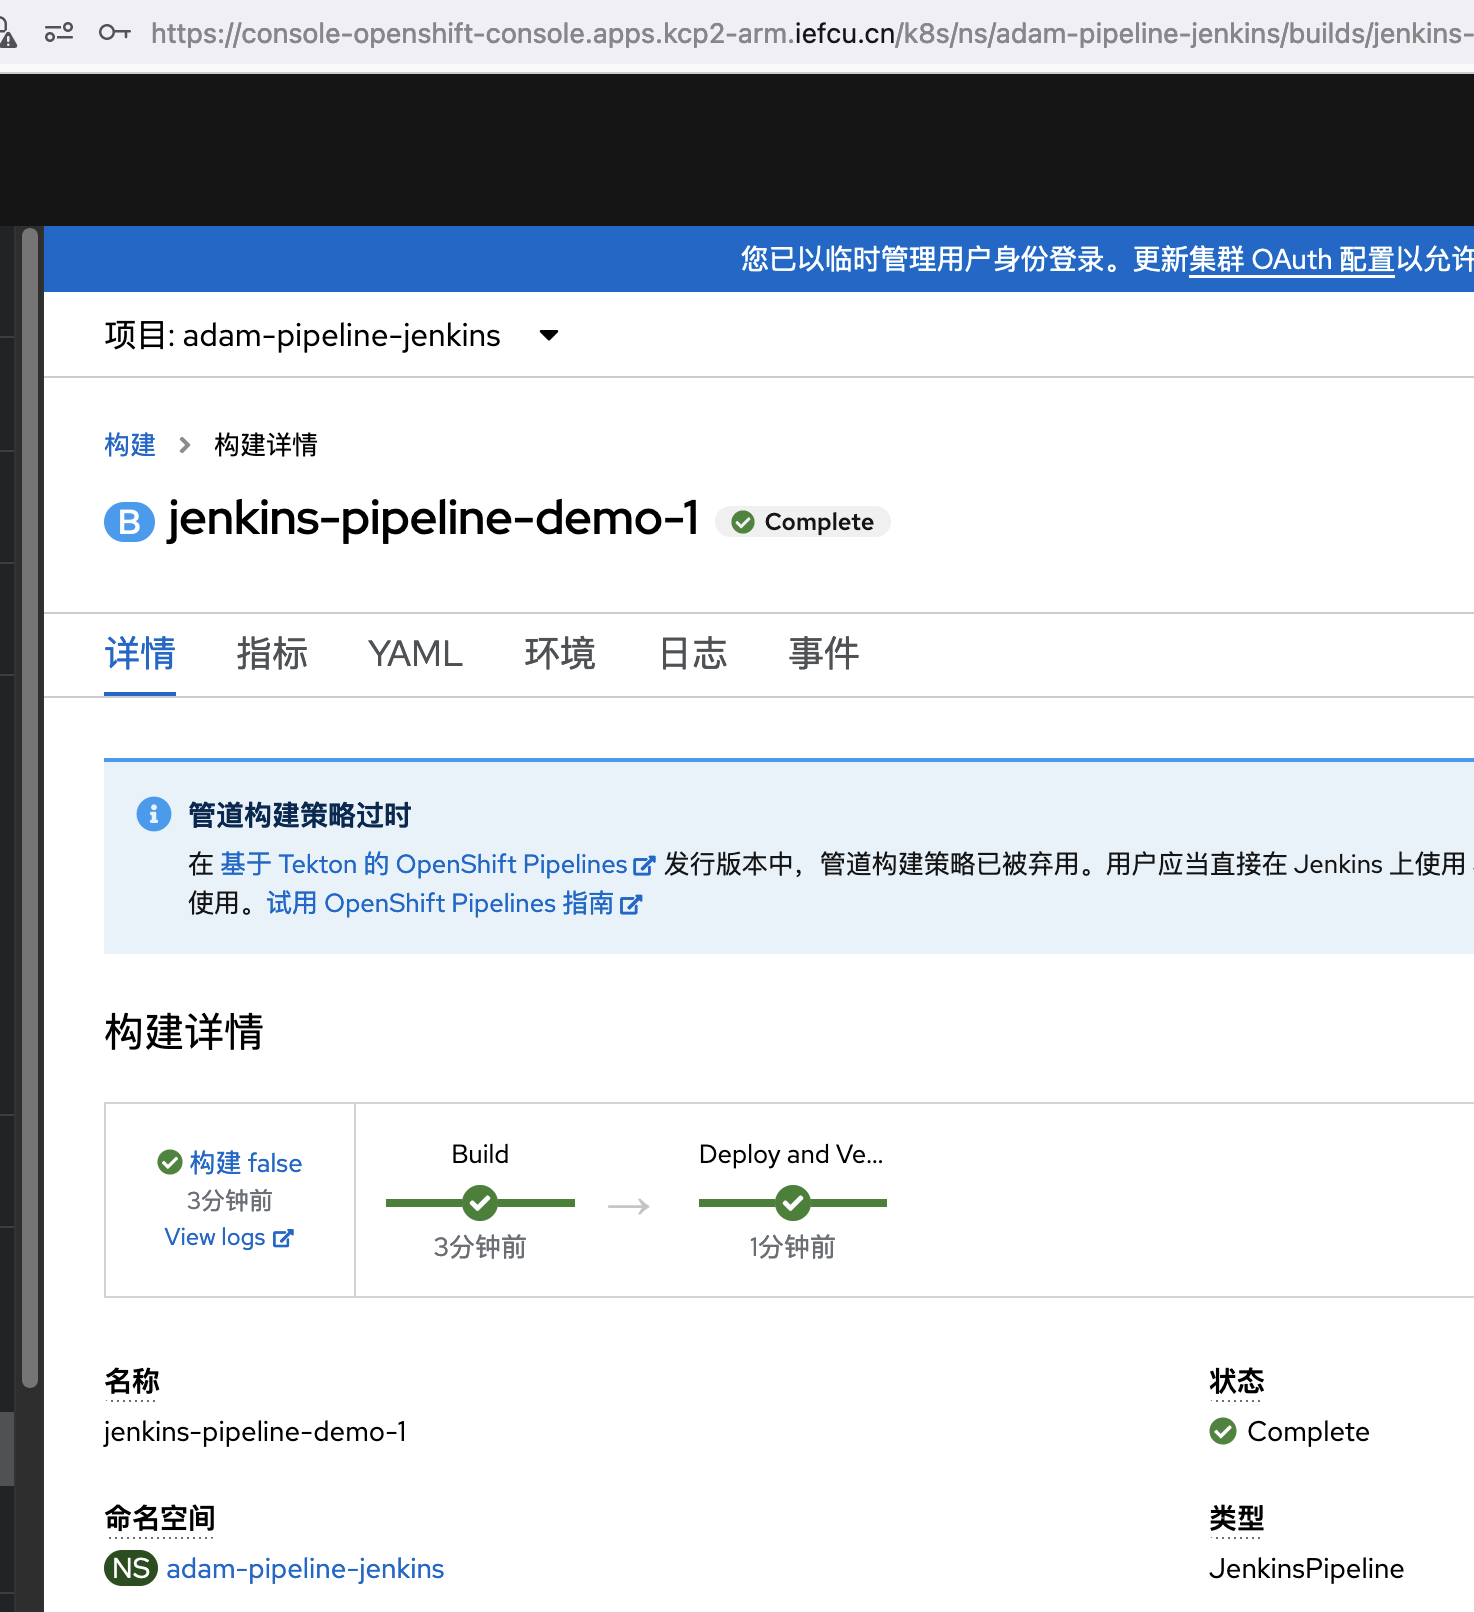 https://console-openshift-console.apps.kcp2-arm.iefcu.cn/k8s/ns/adam-pipeline-jenkins/builds/jenkins-
您已以临时管理用户身份登录。更新集群 OAuth 配置以允许
项目: adam-pipeline-jenkins
构建 > 构建详情
B jenkins-pipeline-demo-1 Complete
详情 指标 YAML 环境 日志 事件
管道构建策略过时
在 基于 Tekton 的 OpenShift Pipelines 发行版本中，管道构建策略已被弃用。用户应当直接在 Jenkins 上使用
使用。试用 OpenShift Pipelines 指南
构建详情
构建 false
3分钟前
View logs
Build
3分钟前
Deploy and Ve...
1分钟前
名称
jenkins-pipeline-demo-1
状态
Complete
命名空间
NS adam-pipeline-jenkins
类型
JenkinsPipeline